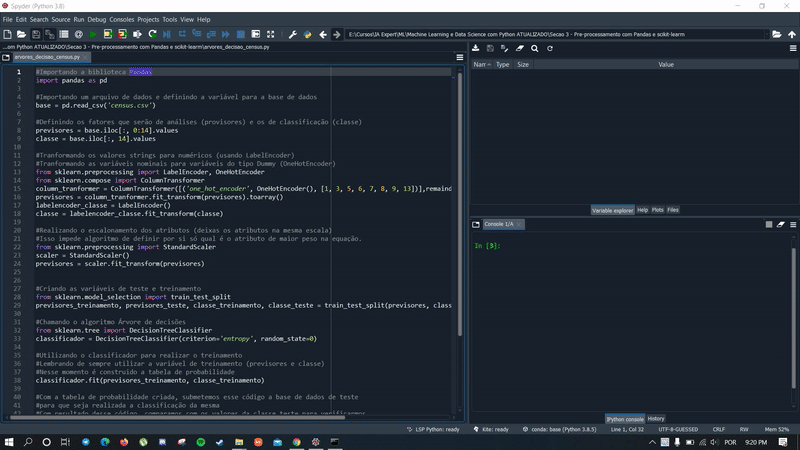 Spyder (Python 3.8)
File Edit Search Source Run Debug Consoles Projects Tools View Help
E:\Cursos\IA Expert\ML\Machine Learning e Data Science com Python ATUALIZADO\Secao 3 - Pre-processamento com Pandas e scikit-learn
...om Python ATUALIZADO\Secao 3 - Pre-processamento com Pandas e scikit-learn\arvores_decisao_census.py
arvores_decisao_census.py
1 #Importando a biblioteca Pandas
2 import pandas as pd
3
4 #Importando um arquivo de dados e definindo a variável para a base de dados
5 base = pd.read_csv('census.csv')
6
7 #Definindo os fatores que serão de análises (provisores) e os de classificação (classe)
8 previsores = base.iloc[:, 0:14].values
9 classe = base.iloc[:, 14].values
10
11 #Tranformando os valores strings para numéricos (usando LabelEncoder)
12 #Tranformando as variáveis nominais para variáveis do tipo Dummy (OneHotEncoder)
13 from sklearn.preprocessing import LabelEncoder, OneHotEncoder
14 from sklearn.compose import ColumnTransformer
15 column_tranformer = ColumnTransformer([('one_hot_encoder', OneHotEncoder(), [1, 3, 5, 6, 7, 8, 9, 13])],remaind
16 previsores = column_tranformer.fit_transform(previsores).toarray()
17 labelencoder_classe = LabelEncoder()
18 classe = labelencoder_classe.fit_transform(classe)
19
20 #Realizando o escalonamento dos atributos (deixas os atributos na mesma escala)
21 #Isso impede algoritmo de definir por si só qual é o atributo de maior peso na equação.
22 from sklearn.preprocessing import StandardScaler
23 scaler = StandardScaler()
24 previsores = scaler.fit_transform(previsores)
25
26
27 #Criando as variáveis de teste e treinamento
28 from sklearn.model_selection import train_test_split
29 previsores_treinamento, previsores_teste, classe_treinamento, classe_teste = train_test_split(previsores, class
30
31 #Chamando o algoritmo Árvore de decisões
32 from sklearn.tree import DecisionTreeClassifier
33 classificador = DecisionTreeClassifier(criterion='entropy', random_state=0)
34
35 #Utilizando o classificador para realizar o treinamento
36 #Lembrando de sempre utilizar a variável de treinamento (previsores e classe)
37 #Nesse momento é construido a tabela de probabilidade
38 classificador.fit(previsores_treinamento, classe_treinamento)
39
40 #Com a tabela de probabilidade criada, submetemos esse código a base de dados de teste
41 #para que seja realizada a classificação da mesma
42 #Com resultado desse código, comparamos com os valores da classe teste para verificarmos
Nam Type Size Value
Variable explorer Help Plots Files
Console 1/A
In [3]:
IPython console History
LSP Python: ready Kite: ready conda: base (Python 3.8.5) Line 1, Col 32 UTF-8-GUESSED CRLF RW Mem 52%
POR 9:20 PM